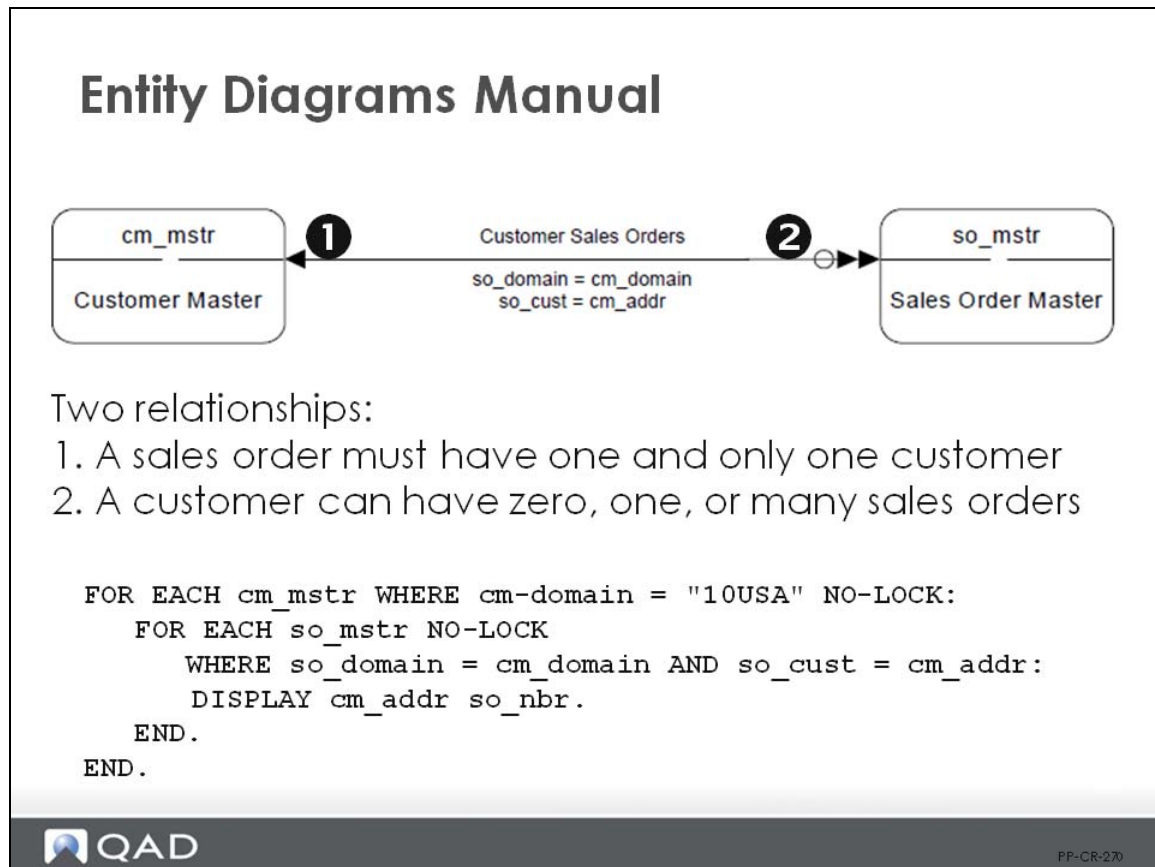 Entity Diagrams Manual
cm_mstr
Customer Master
1
Customer Sales Orders
so_domain = cm_domain
so_cust = cm_addr
2
so_mstr
Sales Order Master
Two relationships:
1. A sales order must have one and only one customer
2. A customer can have zero, one, or many sales orders
FOR EACH cm_mstr WHERE cm-domain = "10USA" NO-LOCK:
FOR EACH so_mstr NO-LOCK
WHERE so_domain = cm_domain AND so_cust = cm_addr:
DISPLAY cm_addr so_nbr.
END.
END.
QAD
PP-CR-270